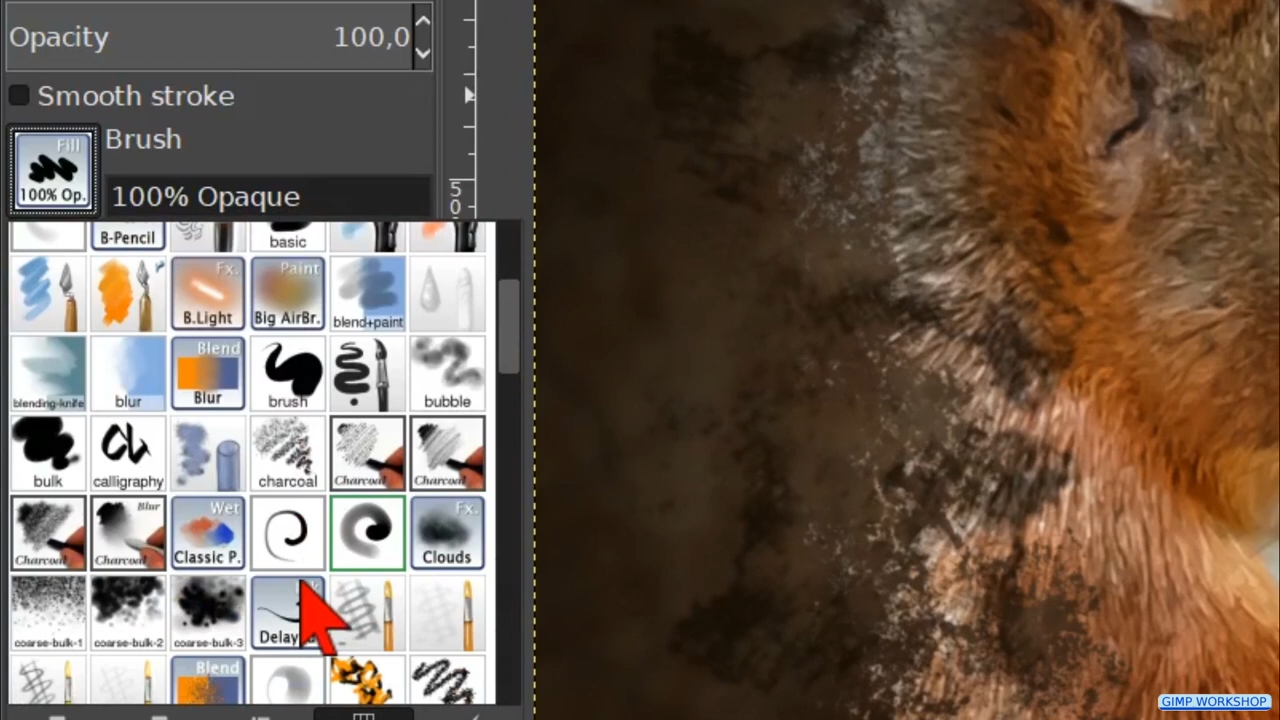 Opacity 100,0
Smooth stroke
Fill
100% Op.
Brush
100% Opaque
B-Pencil
basic
Fx.
B.Light
Paint
Big AirBr.
blend+paint
blending-knife
blur
Blend
Blur
brush
bubble
bulk
calligraphy
charcoal
Charcoal
Charcoal
Charcoal
Blur
Charcoal
Wet
Classic P.
Fx.
Clouds
coarse-bulk-1
coarse-bulk-2
coarse-bulk-3
Blend
5
0
GIMP WORKSHOP